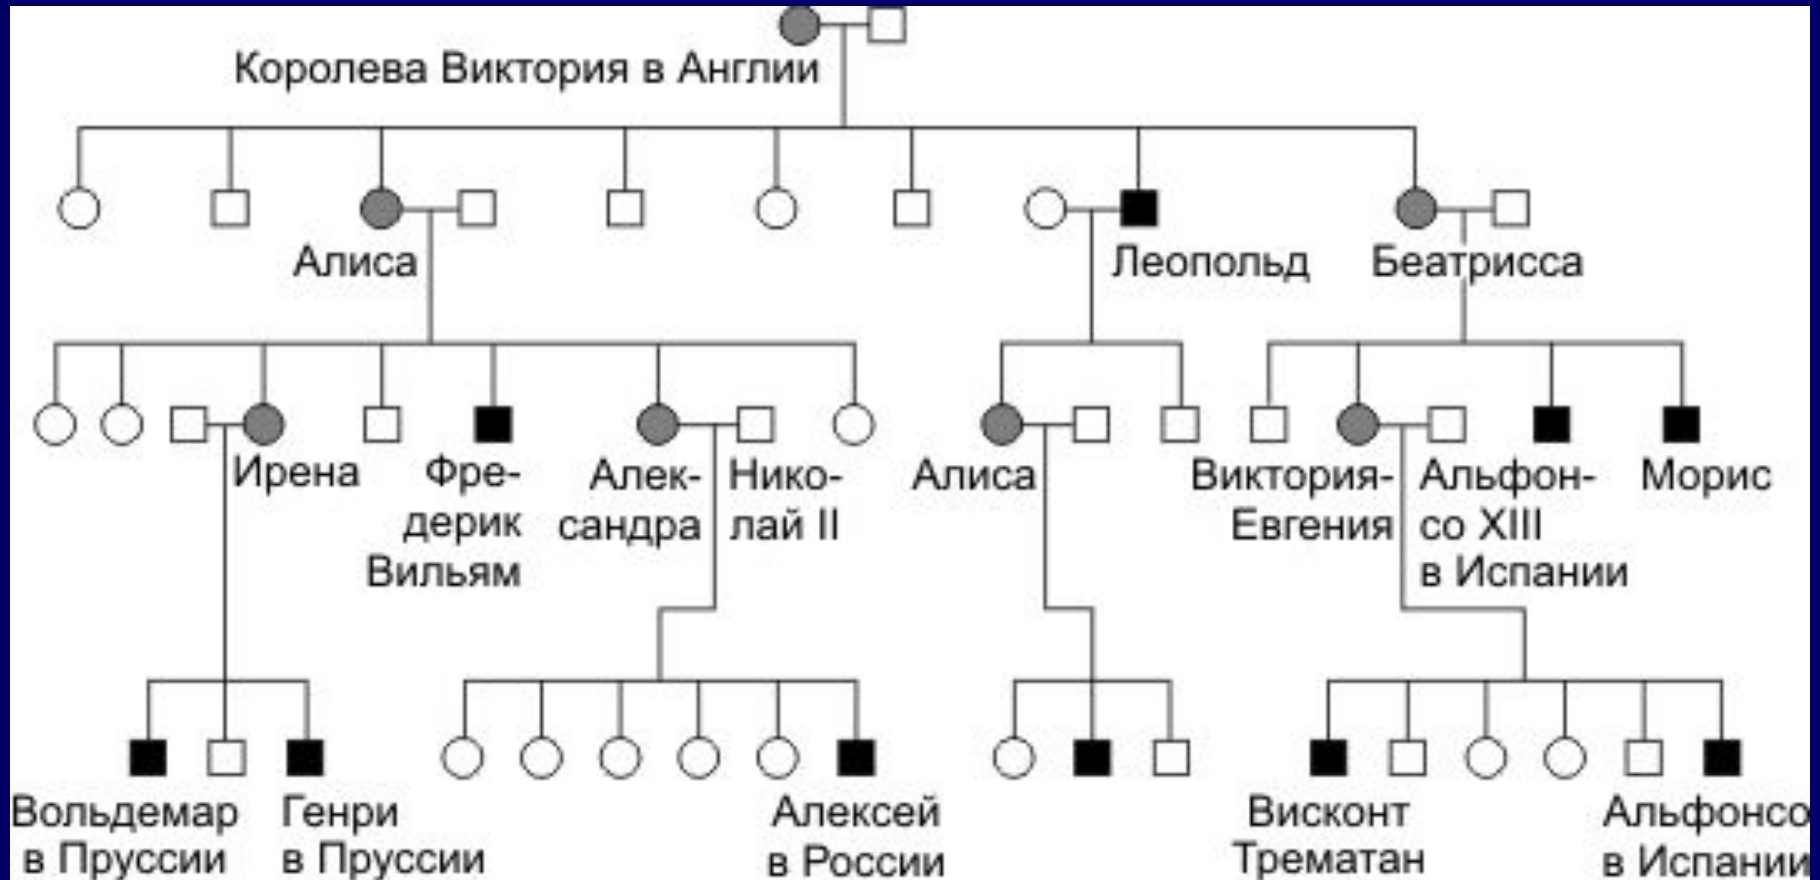 Королева Виктория в Англии
Алиса
Леопольд
Беатрисса
Ирена
Фре-
дерик
Вильям
Алек-
сандра
Нико-
лай II
Алиса
Виктория-
Евгения
Альфон-
со XIII
в Испании
Морис
Вольдемар
в Пруссии
Генри
в Пруссии
Алексей
в России
Висконт
Трематан
Альфонсо
в Испании